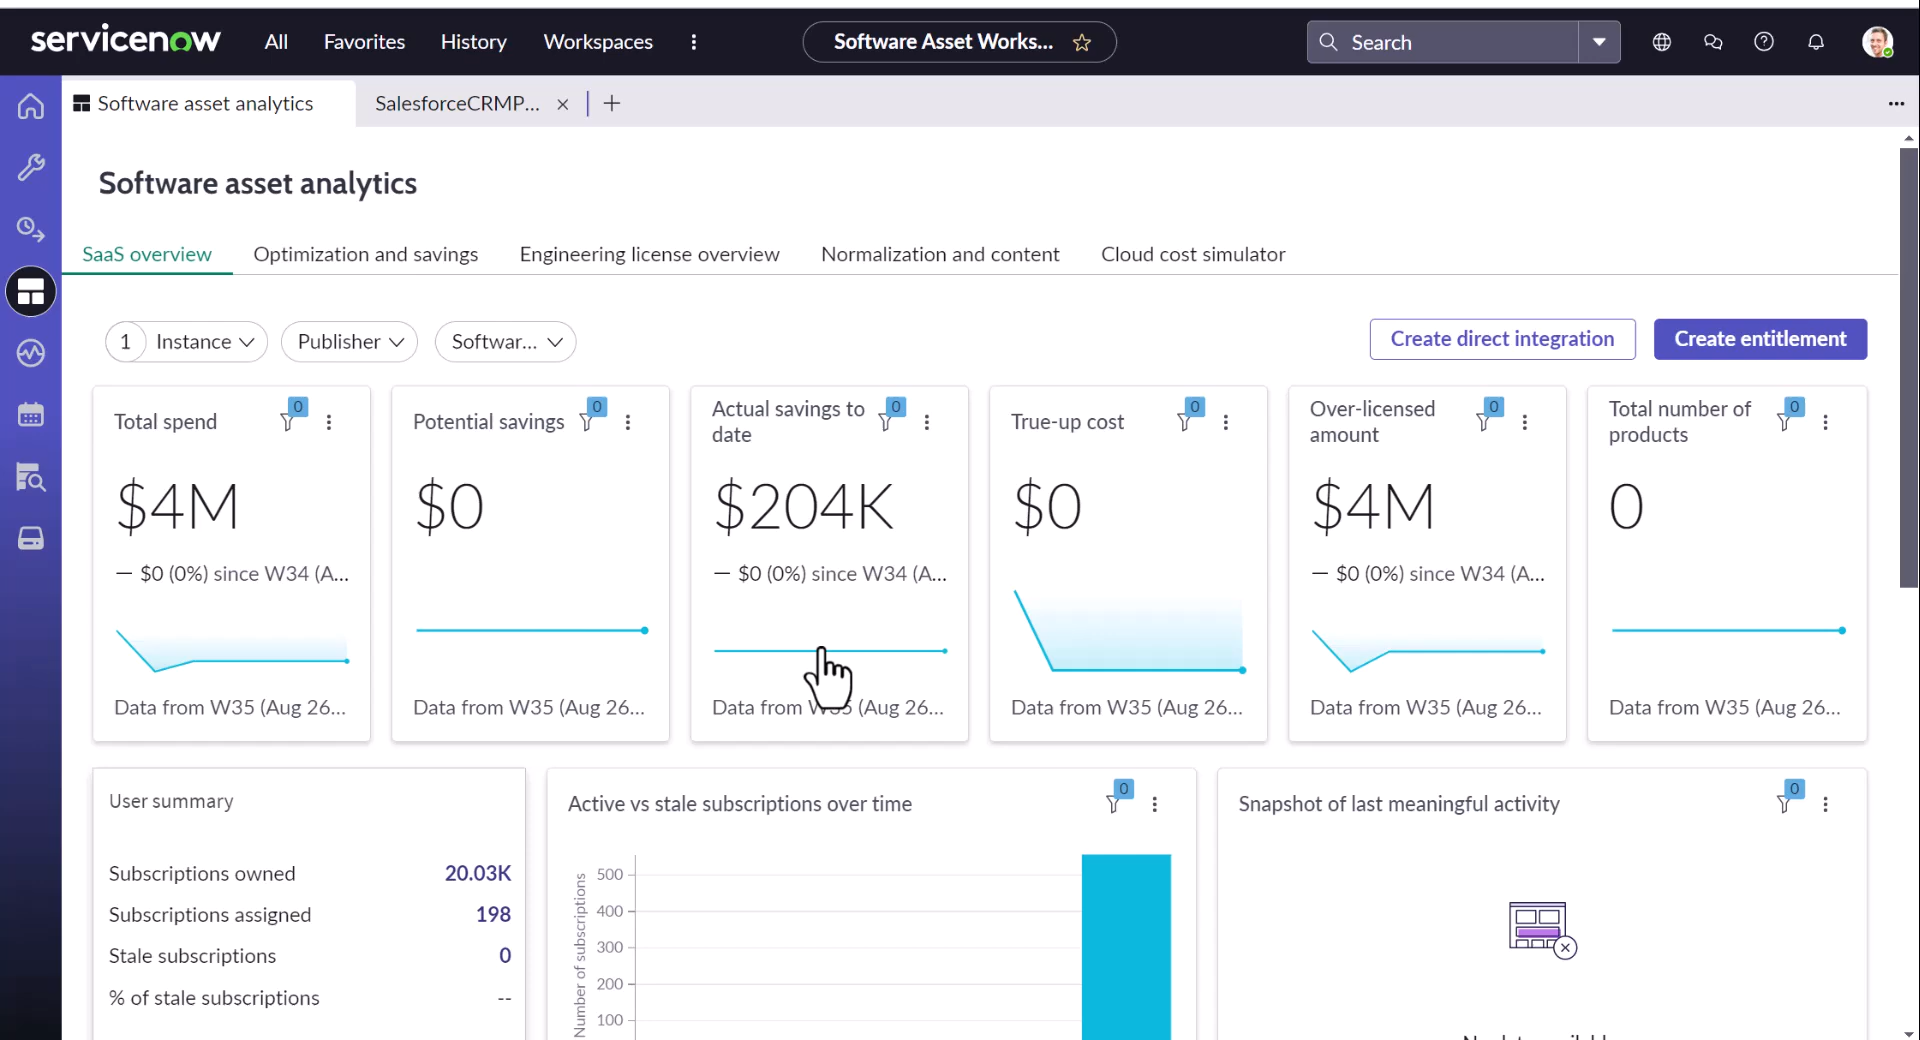 servicenow
All
Favorites
History
Workspaces
Software Asset Works...
Search
Software asset analytics
SalesforceCRMP...
Software asset analytics
SaaS overview
Optimization and savings
Engineering license overview
Normalization and content
Cloud cost simulator
1 Instance
Publisher
Softwar...
Create direct integration
Create entitlement
Total spend
0
$4M
— $0 (0%) since W34 (A...
Data from W35 (Aug 26...
Potential savings
0
$0
Data from W35 (Aug 26...
Actual savings to
date
0
$204K
— $0 (0%) since W34 (A...
Data from W35 (Aug 26...
True-up cost
0
$0
Data from W35 (Aug 26...
Over-licensed
amount
0
$4M
— $0 (0%) since W34 (A...
Data from W35 (Aug 26...
Total number of
products
0
0
Data from W35 (Aug 26...
User summary
Subscriptions owned 20.03K
Subscriptions assigned 198
Stale subscriptions 0
% of stale subscriptions --
Active vs stale subscriptions over time
0
Number of subscriptions
500
400
300
200
100
Snapshot of last meaningful activity
0